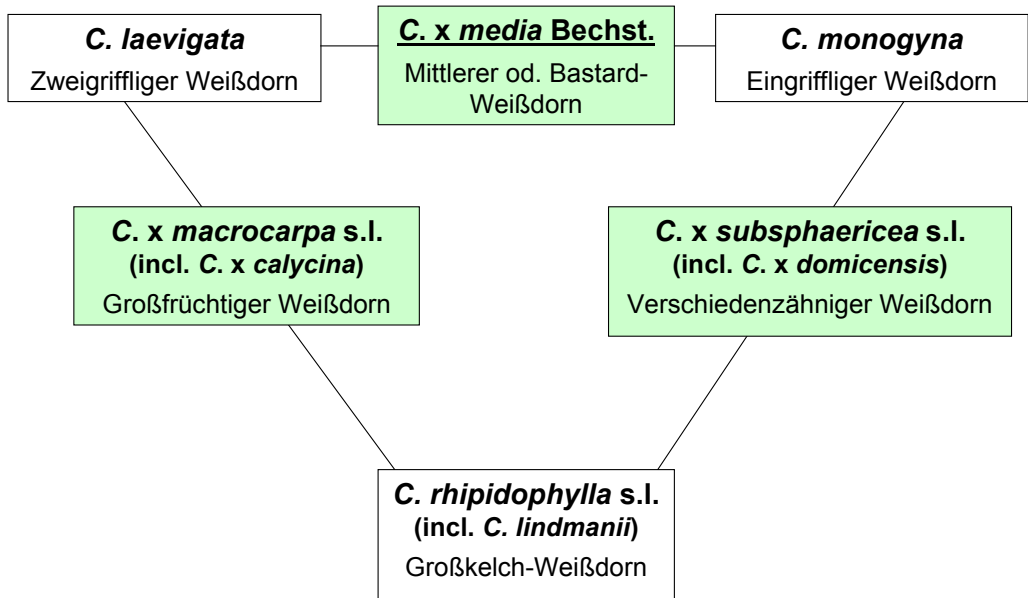 C. laevigata
Zweigriffliger Weißdorn
C. x media Bechst.
Mittlerer od. Bastard-
Weißdorn
C. monogyna
Eingriffliger Weißdorn
C. x macrocarpa s.l.
(incl. C. x calycina)
Großfrüchtiger Weißdorn
C. x subsphaericea s.l.
(incl. C. x domicensis)
Verschiedenzähniger Weißdorn
C. rhipidophylla s.l.
(incl. C. lindmanii)
Großkelch-Weißdorn